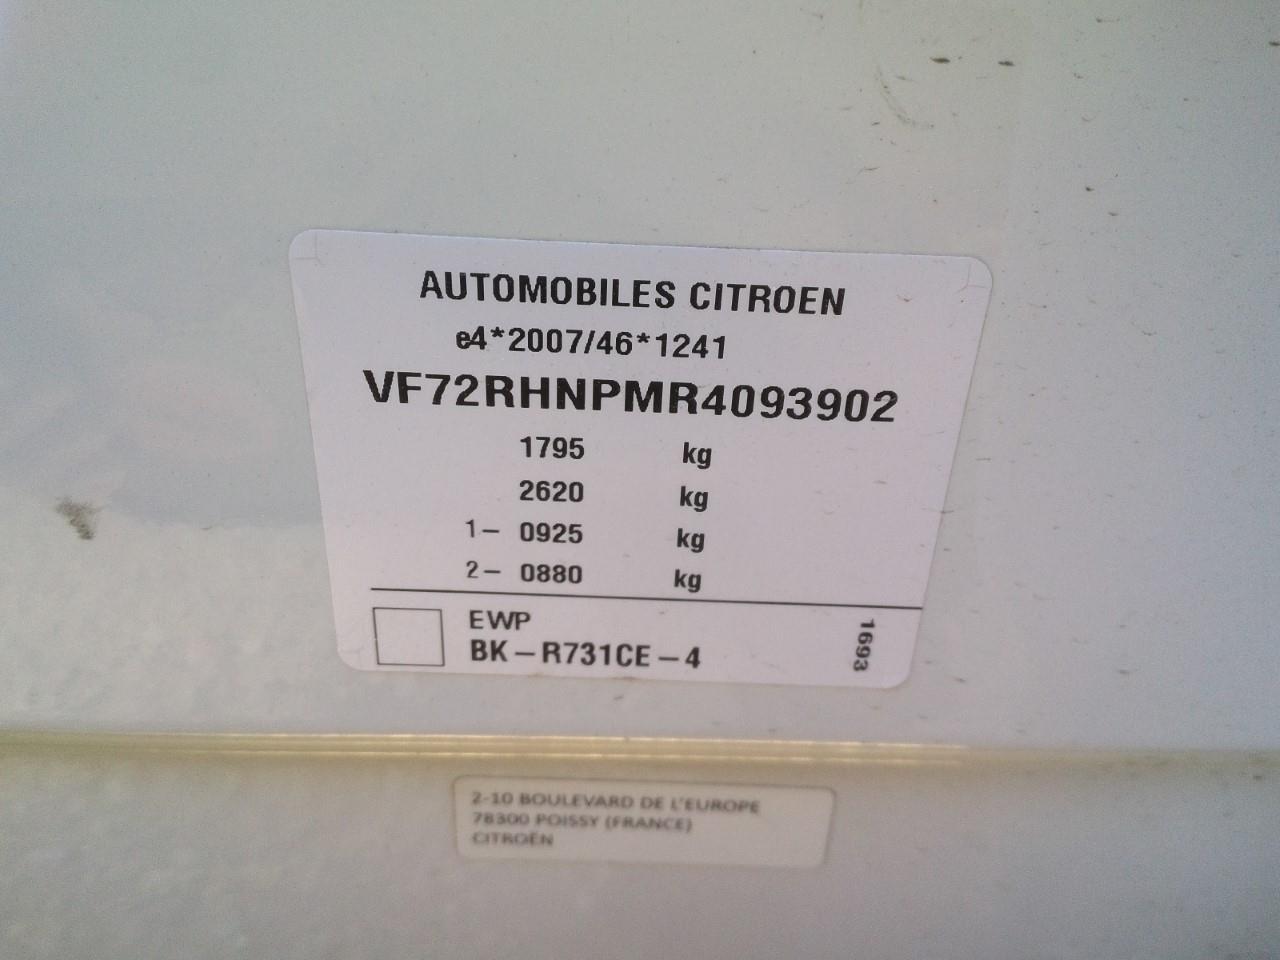 AUTOMOBILES CITROEN
e4*2007/46*1241
VF72RHNPMR4093902
1795 kg
2620 kg
1- 0925 kg
2- 0880 kg
EWP
BK-R731CE-4
1693
2-10 BOULEVARD DE L'EUROPE
78300 POISSY (FRANCE)
CITROËN